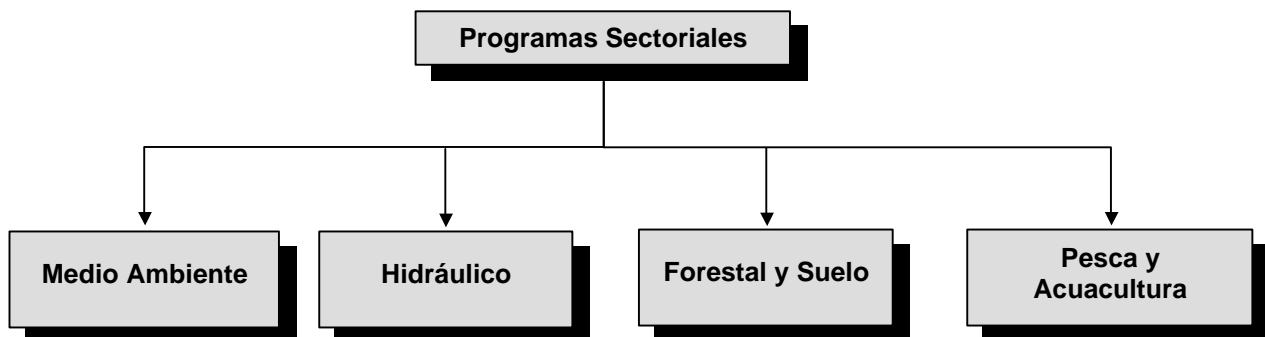 Programas Sectoriales
Medio Ambiente
Hidráulico
Forestal y Suelo
Pesca y
Acuacultura